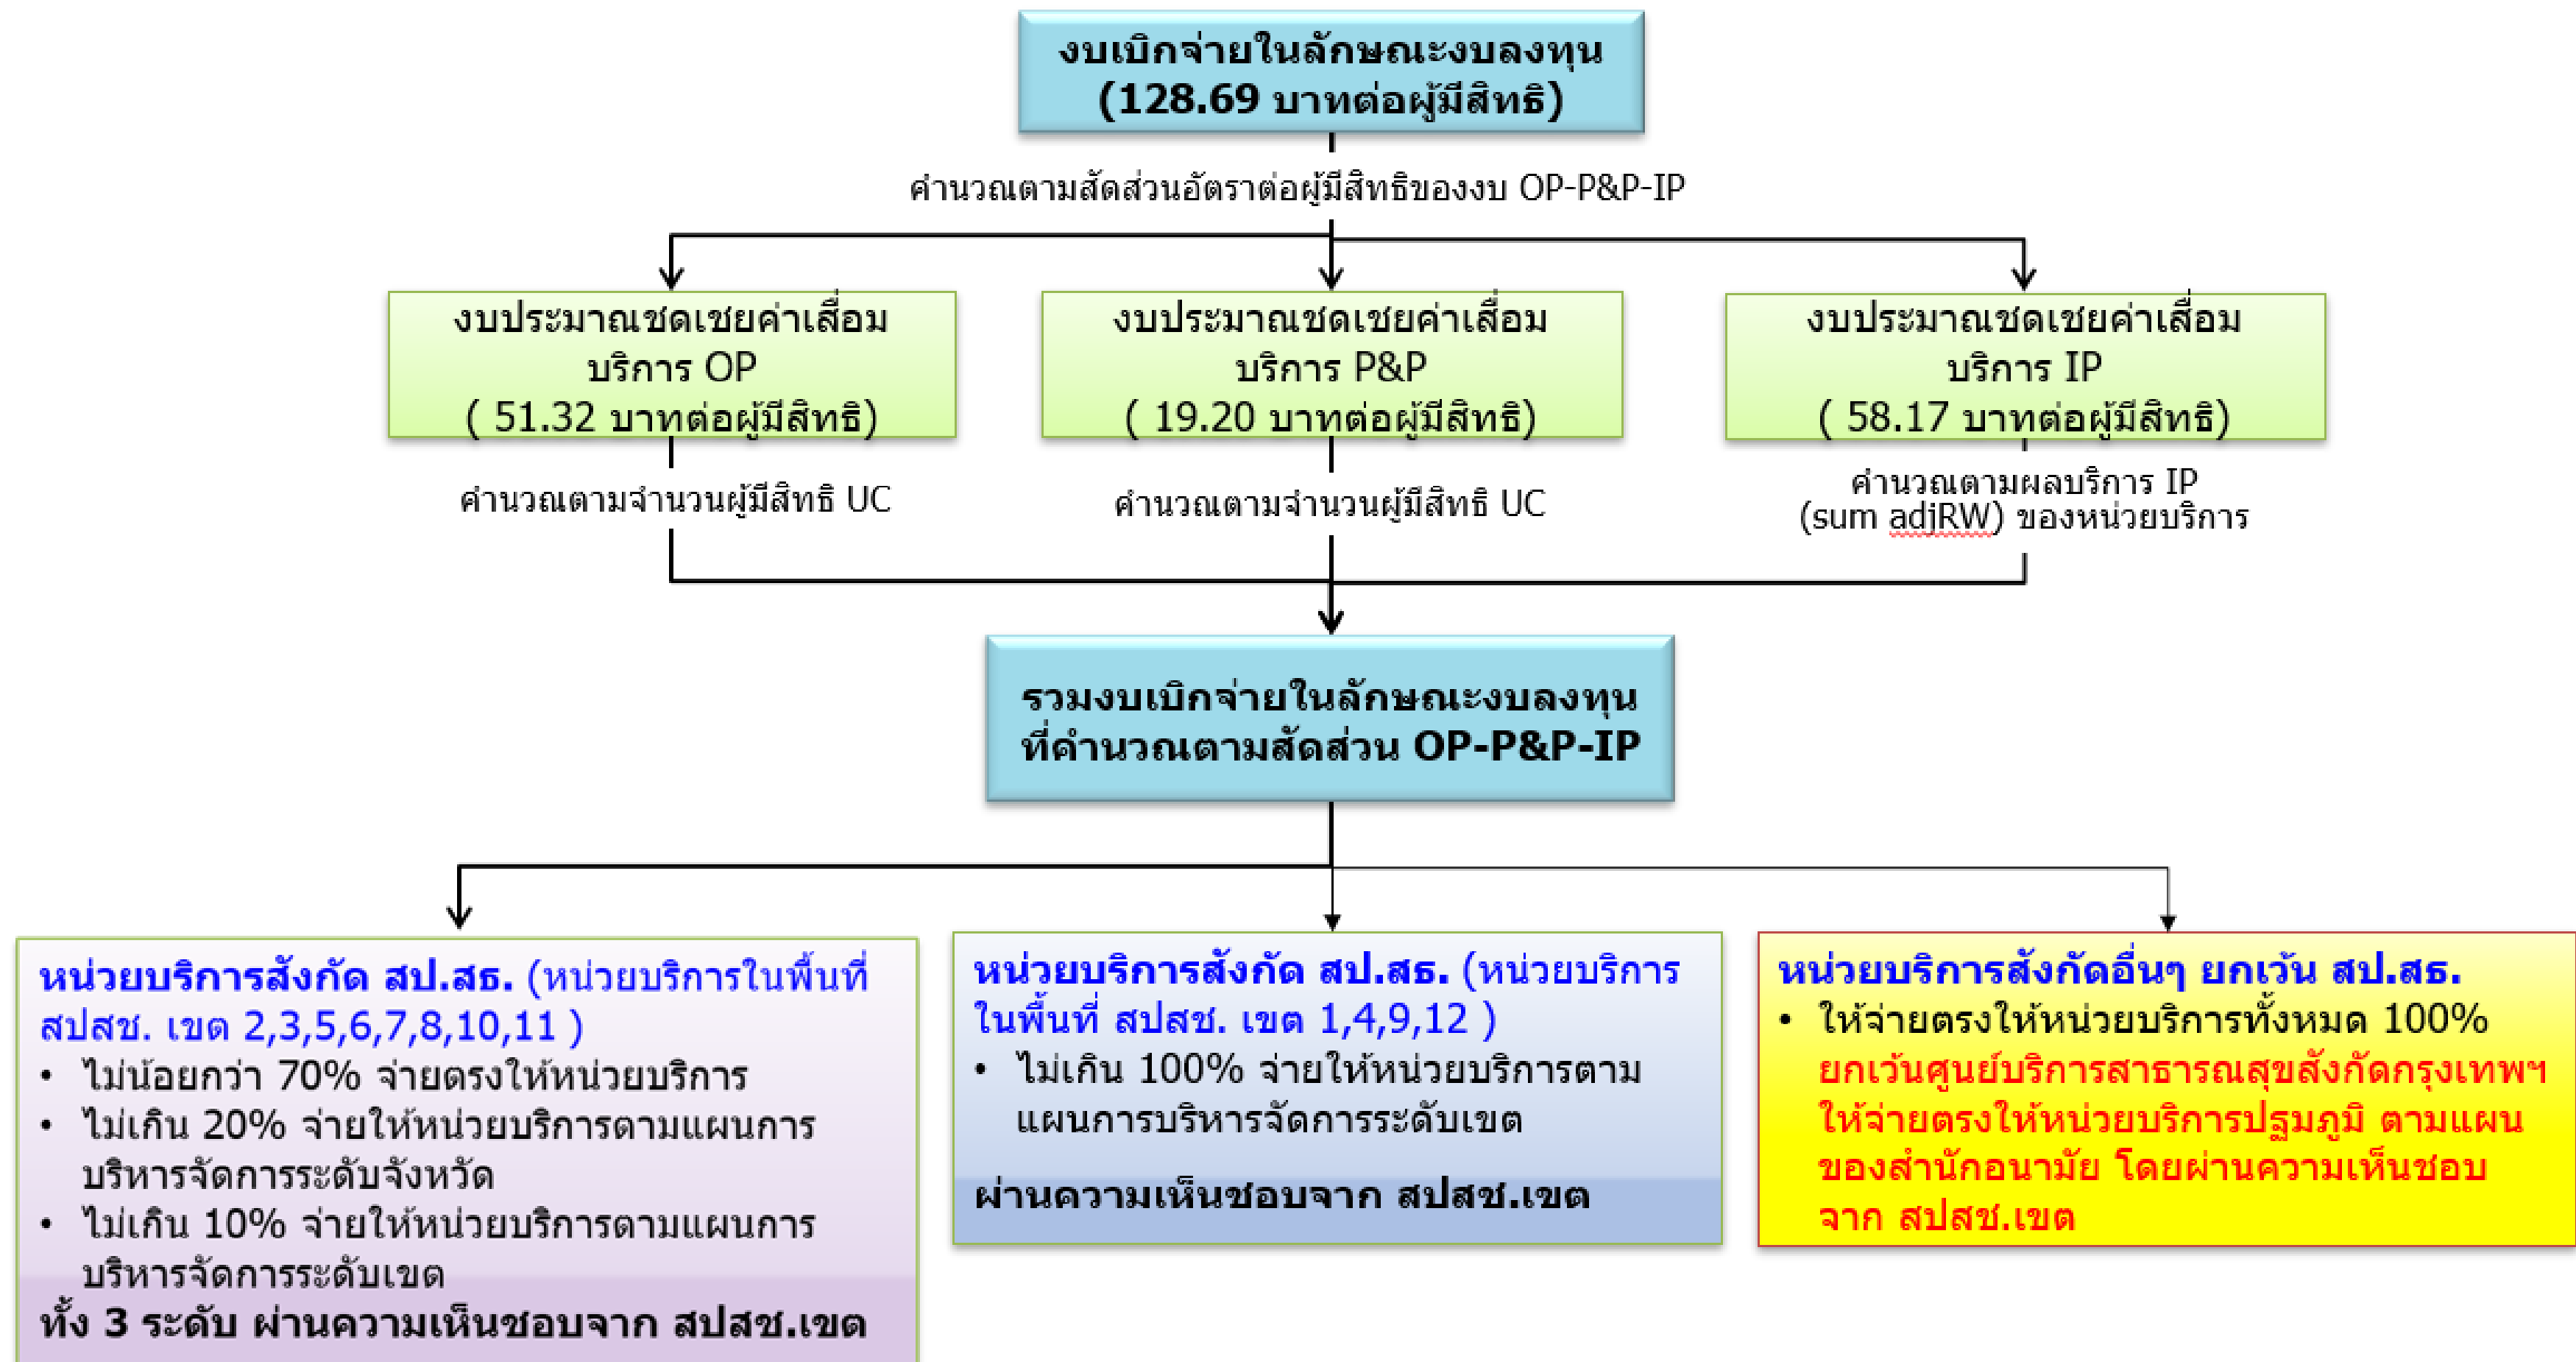 งบเบิกจ่ายในลักษณะงบลงทุน
(128.69 บาทต่อผู้มีสิทธิ)
คำนวณตามสัดส่วนอัตราต่อผู้มีสิทธิของงบ OP-P&P-IP
งบประมาณชดเชยค่าเสื่อม
บริการ OP
( 51.32 บาทต่อผู้มีสิทธิ)
งบประมาณชดเชยค่าเสื่อม
บริการ P&P
( 19.20 บาทต่อผู้มีสิทธิ)
งบประมาณชดเชยค่าเสื่อม
บริการ IP
( 58.17 บาทต่อผู้มีสิทธิ)
คำนวณตามจำนวนผู้มีสิทธิ UC
คำนวณตามจำนวนผู้มีสิทธิ UC
คำนวณตามผลบริการ IP
(sum adjRW) ของหน่วยบริการ
รวมงบเบิกจ่ายในลักษณะงบลงทุน
ที่คำนวณตามสัดส่วน OP-P&P-IP
หน่วยบริการสังกัด สป.สธ. (หน่วยบริการในพื้นที่
สปสช. เขต 2,3,5,6,7,8,10,11 )
• ไม่น้อยกว่า 70% จ่ายตรงให้หน่วยบริการ
• ไม่เกิน 20% จ่ายให้หน่วยบริการตามแผนการ
บริหารจัดการระดับจังหวัด
• ไม่เกิน 10% จ่ายให้หน่วยบริการตามแผนการ
บริหารจัดการระดับเขต
ทั้ง 3 ระดับ ผ่านความเห็นชอบจาก สปสช.เขต
หน่วยบริการสังกัด สป.สธ. (หน่วยบริการ
ในพื้นที่ สปสช. เขต 1,4,9,12 )
• ไม่เกิน 100% จ่ายให้หน่วยบริการตาม
แผนการบริหารจัดการระดับเขต
ผ่านความเห็นชอบจาก สปสช.เขต
หน่วยบริการสังกัดอื่นๆ ยกเว้น สป.สธ.
• ให้จ่ายตรงให้หน่วยบริการทั้งหมด 100%
ยกเว้นศูนย์บริการสาธารณสุขสังกัดกรุงเทพฯ
ให้จ่ายตรงให้หน่วยบริการปฐมภูมิ ตามแผน
ของสำนักอนามัย โดยผ่านความเห็นชอบ
จาก สปสช.เขต